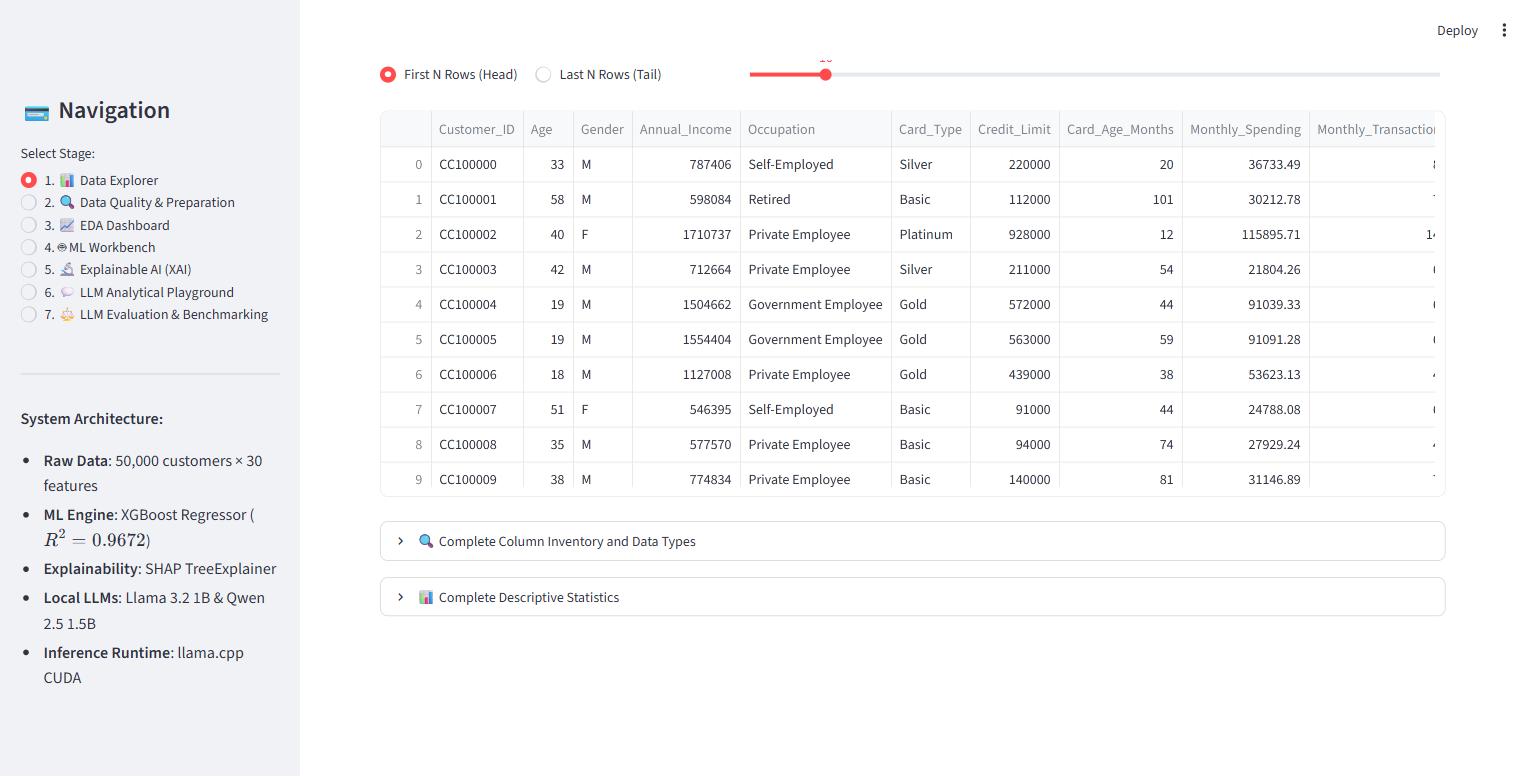 Deploy
Navigation
Select Stage:
1. 📊 Data Explorer
2. 🔍 Data Quality & Preparation
3. 📈 EDA Dashboard
4. 🤖 ML Workbench
5. 🔬 Explainable AI (XAI)
6. 💬 LLM Analytical Playground
7. ⚖️ LLM Evaluation & Benchmarking
System Architecture:
• Raw Data: 50,000 customers × 30
features
• ML Engine: XGBoost Regressor (
R² = 0.9672)
• Explainability: SHAP TreeExplainer
• Local LLMs: Llama 3.2 1B & Qwen
2.5 1.5B
• Inference Runtime: llama.cpp
CUDA
First N Rows (Head) Last N Rows (Tail)
Customer_ID Age Gender Annual_Income Occupation Card_Type Credit_Limit Card_Age_Months Monthly_Spending Monthly_Transaction
0 CC100000 33 M 787406 Self-Employed Silver 220000 20 36733.49
1 CC100001 58 M 598084 Retired Basic 112000 101 30212.78
2 CC100002 40 F 1710737 Private Employee Platinum 928000 12 115895.71
3 CC100003 42 M 712664 Private Employee Silver 211000 54 21804.26
4 CC100004 19 M 1504662 Government Employee Gold 572000 44 91039.33
5 CC100005 19 M 1554404 Government Employee Gold 563000 59 91091.28
6 CC100006 18 M 1127008 Private Employee Gold 439000 38 53623.13
7 CC100007 51 F 546395 Self-Employed Basic 91000 44 24788.08
8 CC100008 35 M 577570 Private Employee Basic 94000 74 27929.24
9 CC100009 38 M 774834 Private Employee Basic 140000 81 31146.89
🔍 Complete Column Inventory and Data Types
📊 Complete Descriptive Statistics